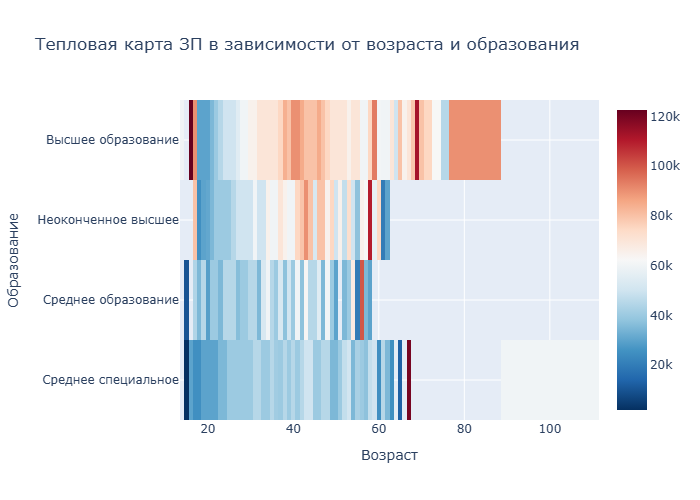 Тепловая карта ЗП в зависимости от возраста и образования
Высшее образование
Неоконченное высшее
Среднее образование
Среднее специальное
Образование
20
40
60
80
100
Возраст
120k
100k
80k
60k
40k
20k